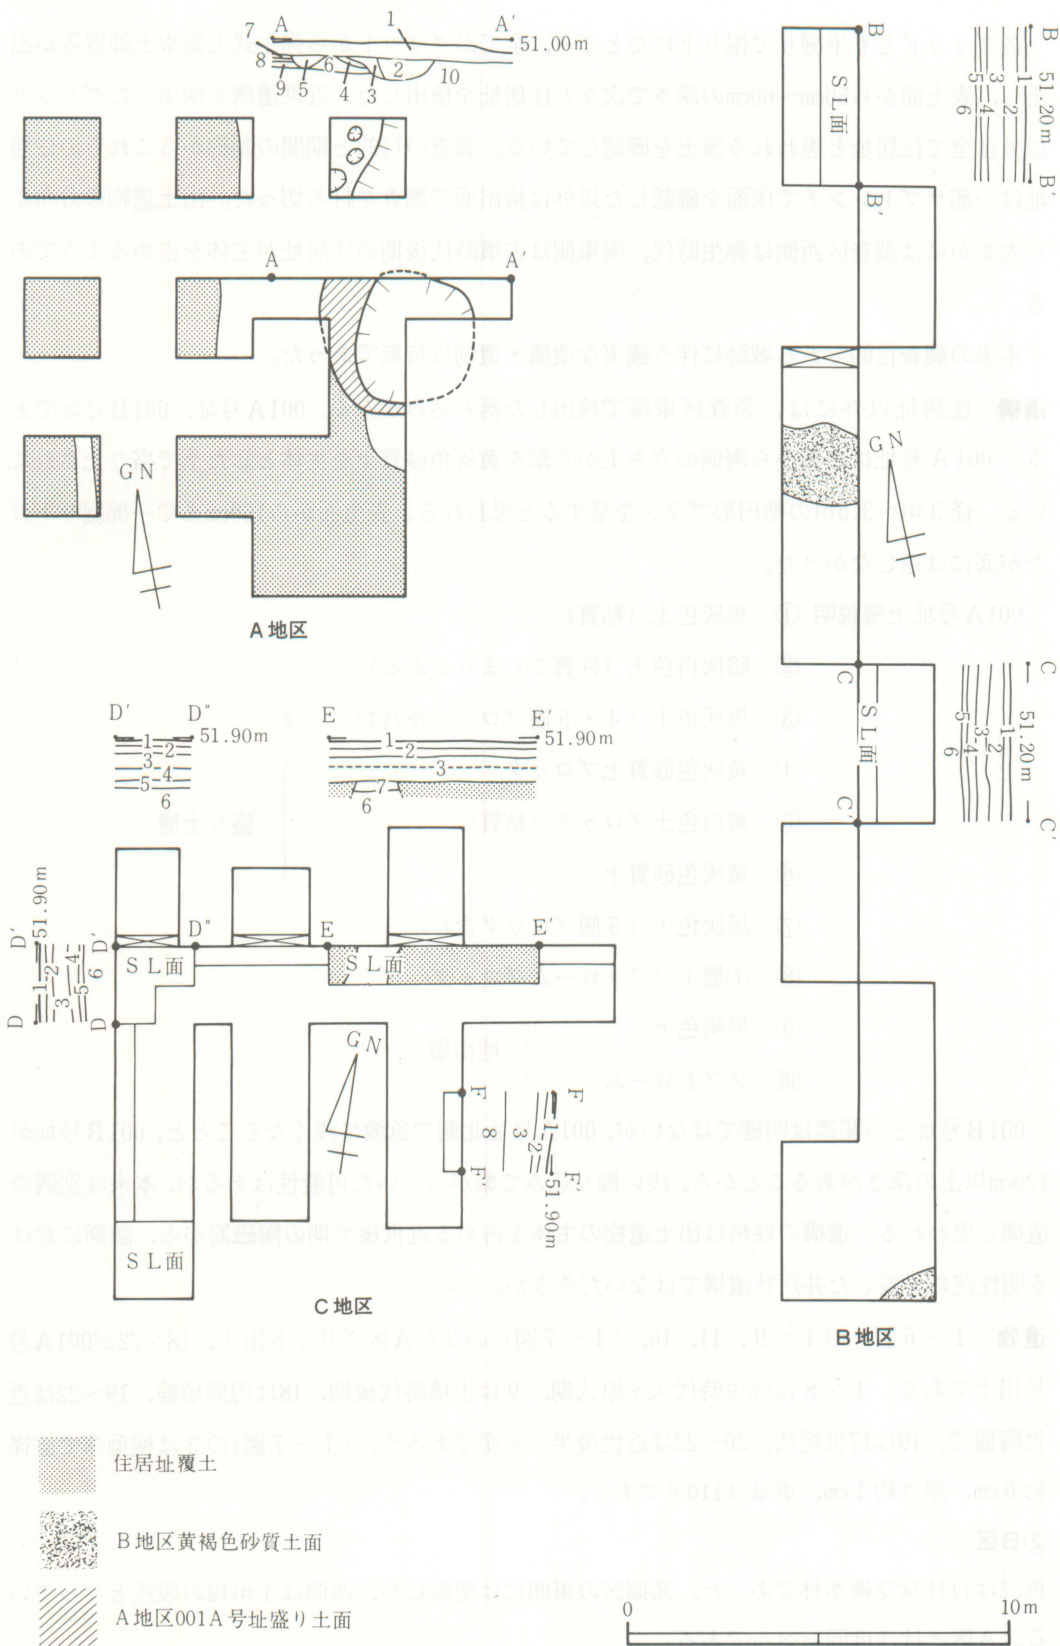 A
A′
51.00m
7
8
9
5
6
4
3
2
1
10
A
A′
GN
A地区
B
B′
51.20m
1
2
3
4
5
6
SL面
B
B′
GN
C
C′
51.20m
1
2
3
4
5
6
SL面
C
C′
B地区
D′
D″
51.90m
1
2
3
4
5
6
E
E′
51.90m
1
2
3
7
6
D′
51.90m
D
1
2
3
4
5
6
D′
D″
E
E′
SL面
SL面
D
GN
F
F′
8
3
2
F
F′
51.90m
SL面
C地区
住居址覆土
B地区黄褐色砂質土面
A地区001A号址盛り土面
0
10m